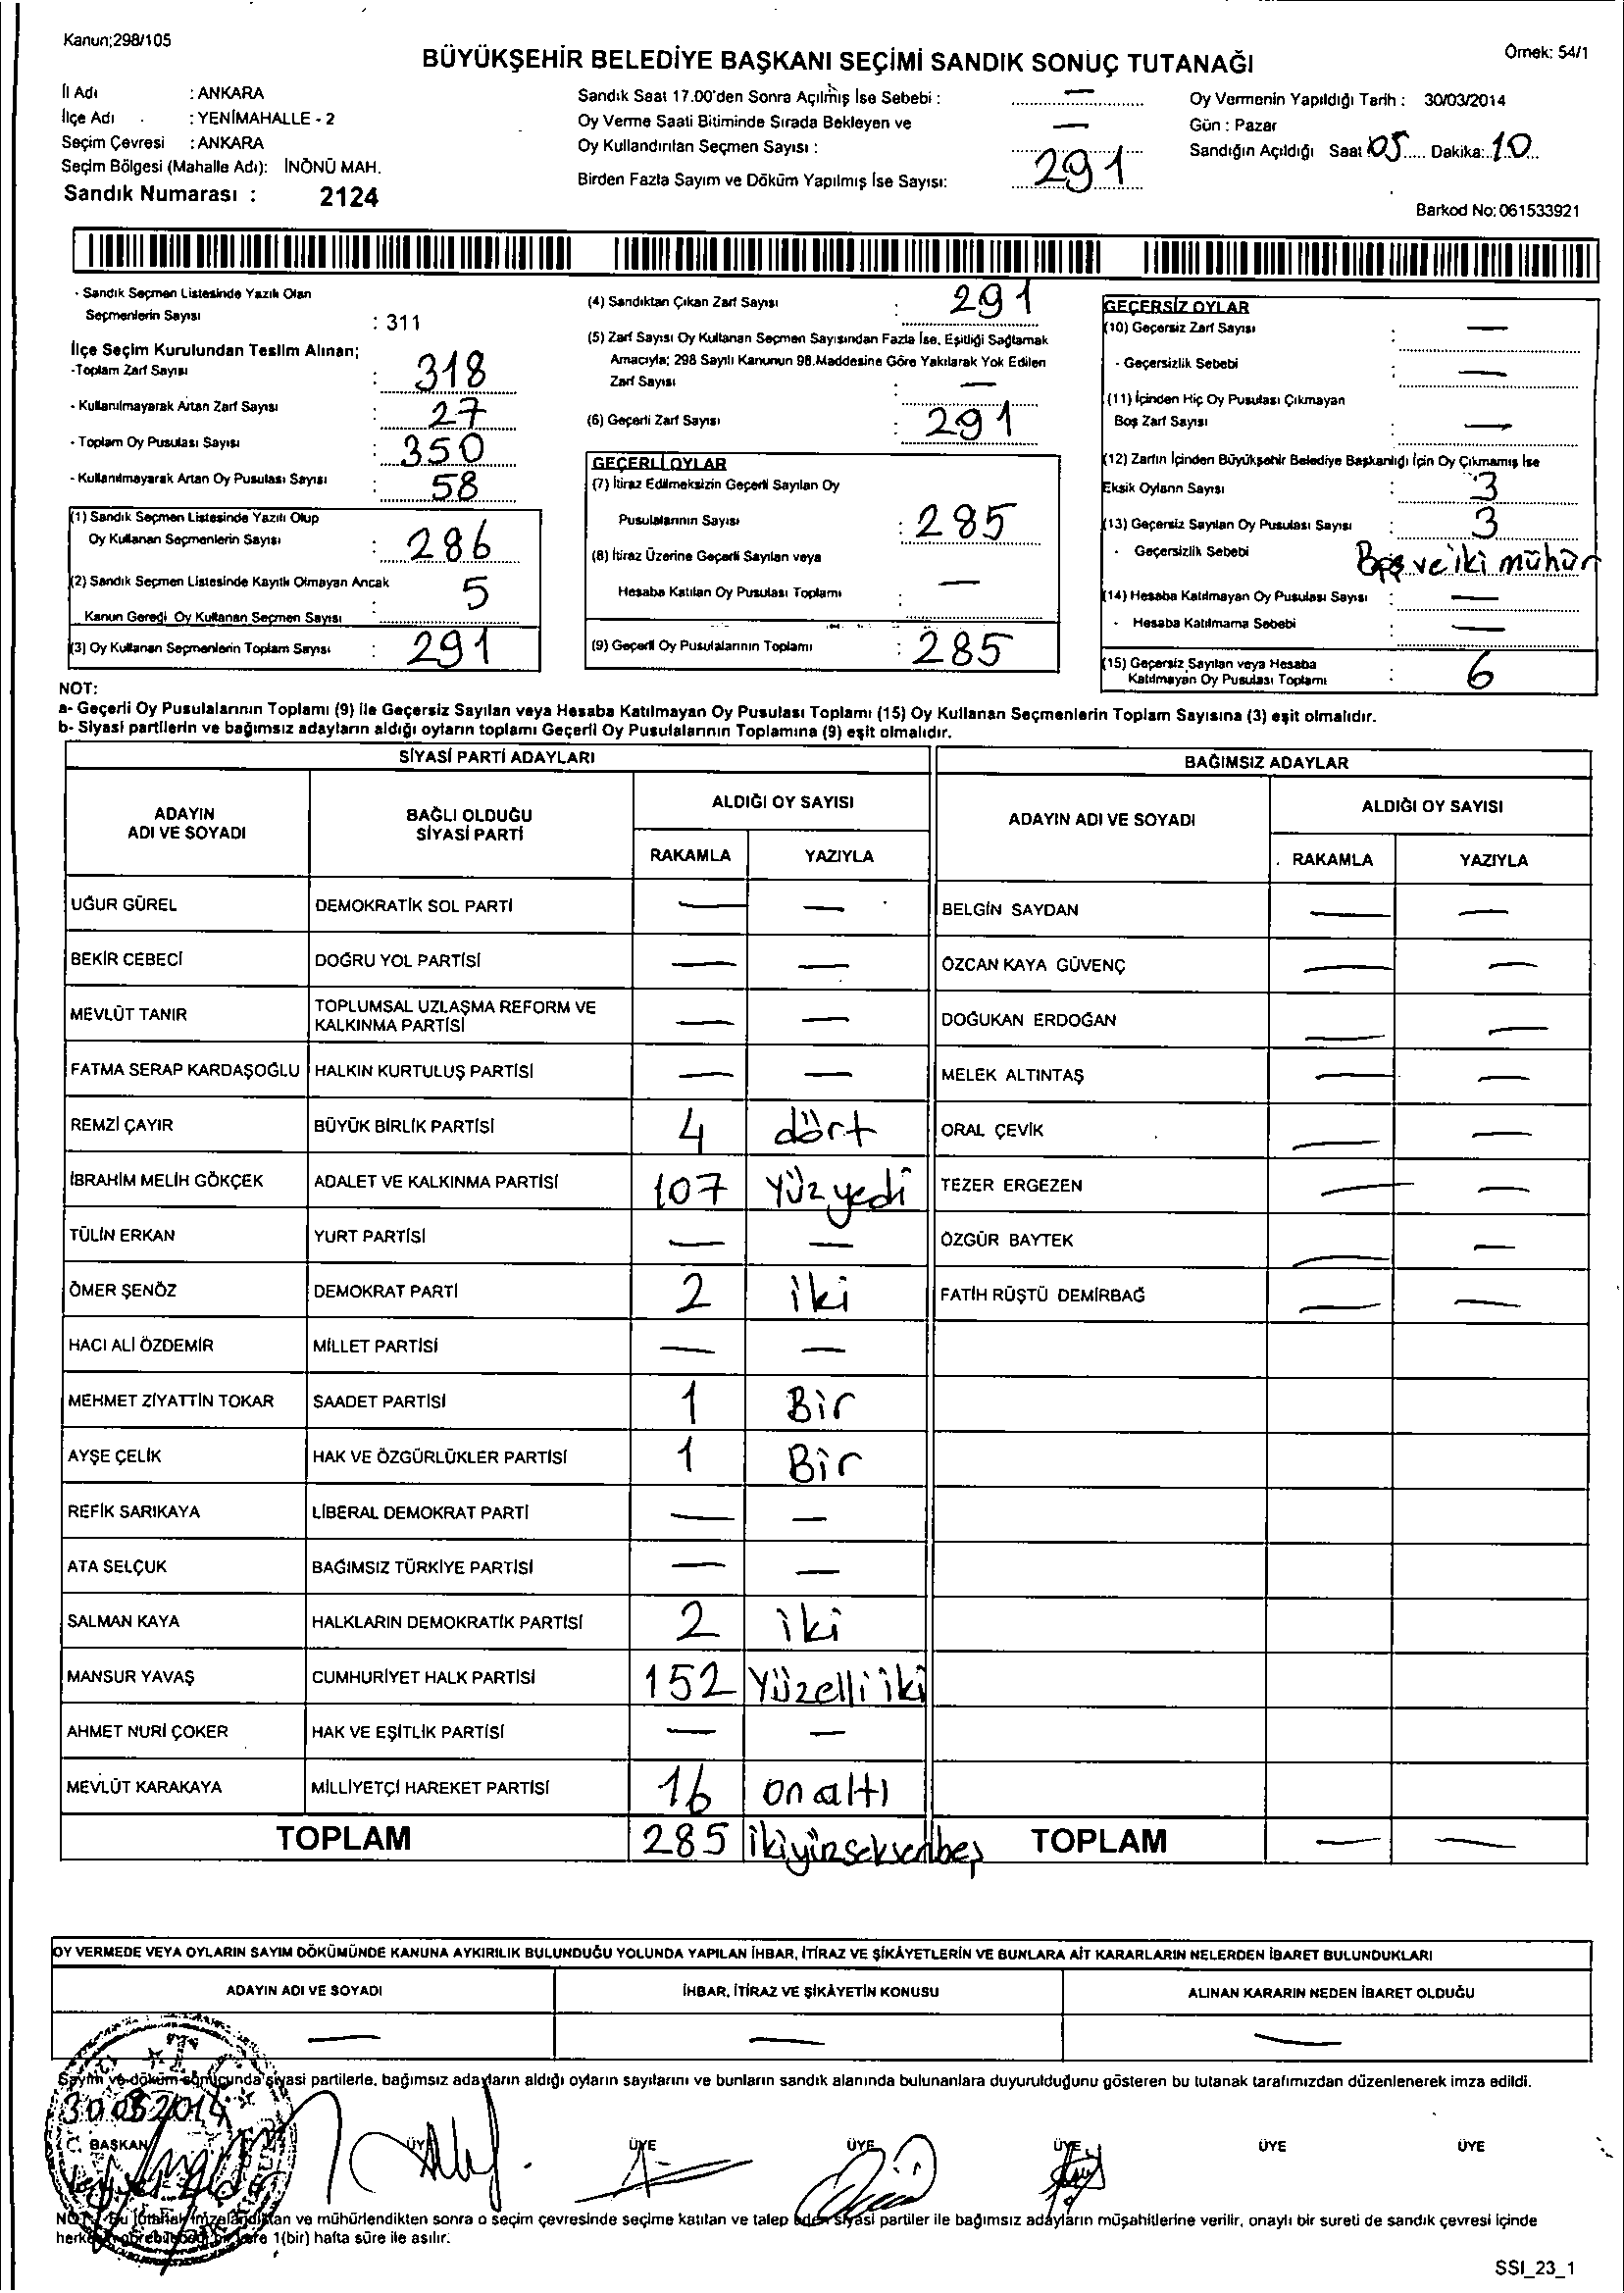 Kanun;298/105
Örnek: 54/1
BÜYÜKŞEHİR BELEDİYE BAŞKANI SEÇİMİ SANDIK SONUÇ TUTANAĞI
İl Adı : ANKARA
İlçe Adı : YENİMAHALLE - 2
Seçim Çevresi : ANKARA
Seçim Bölgesi (Mahalle Adı): İNÖNÜ MAH.
Sandık Numarası : 2124
Sandık Saat 17.00'den Sonra Açılmış İse Sebebi : —
Oy Verme Saati Bitiminde Sırada Bekleyen ve
Oy Kullandırılan Seçmen Sayısı : —
Birden Fazla Sayım ve Döküm Yapılmış İse Sayısı: 291
Oy Vermenin Yapıldığı Tarih : 30/03/2014
Gün : Pazar
Sandığın Açıldığı Saat 05 Dakika: 10
Barkod No: 061533921
- Sandık Seçmen Listesinde Yazılı Olan
Seçmenlerin Sayısı : 311
İlçe Seçim Kurulundan Teslim Alınan;
-Toplam Zarf Sayısı : 318
- Kullanılmayarak Artan Zarf Sayısı : 27
- Toplam Oy Pusulası Sayısı : 350
- Kullanılmayarak Artan Oy Pusulası Sayısı : 58
(1) Sandık Seçmen Listesinde Yazılı Olup
Oy Kullanan Seçmenlerin Sayısı : 286
(2) Sandık Seçmen Listesinde Kayıtlı Olmayan Ancak
Kanun Gereği Oy Kullanan Seçmen Sayısı : 5
(3) Oy Kullanan Seçmenlerin Toplam Sayısı : 291
(4) Sandıktan Çıkan Zarf Sayısı : 291
(5) Zarf Sayısı Oy Kullanan Seçmen Sayısından Fazla İse, Eşitliği Sağlamak
Amacıyla; 298 Sayılı Kanunun 98.Maddesine Göre Yakılarak Yok Edilen
Zarf Sayısı : —
(6) Geçerli Zarf Sayısı : 291
GEÇERLİ OYLAR
(7) İtiraz Edilmeksizin Geçerli Sayılan Oy
Pusulalarının Sayısı : 285
(8) İtiraz Üzerine Geçerli Sayılan veya
Hesaba Katılan Oy Pusulası Toplamı : —
(9) Geçerli Oy Pusulalarının Toplamı : 285
GEÇERSİZ OYLAR
(10) Geçersiz Zarf Sayısı : —
- Geçersizlik Sebebi : —
(11) İçinden Hiç Oy Pusulası Çıkmayan
Boş Zarf Sayısı : —
(12) Zarfın İçinden Büyükşehir Belediye Başkanlığı İçin Oy Çıkmamış İse
Eksik Oyların Sayısı : 3
(13) Geçersiz Sayılan Oy Pusulası Sayısı : 3
- Geçersizlik Sebebi Boş ve iki mühür
(14) Hesaba Katılmayan Oy Pusulası Sayısı : —
- Hesaba Katılmama Sebebi : —
(15) Geçersiz Sayılan veya Hesaba
Katılmayan Oy Pusulası Toplamı : 6
NOT:
a- Geçerli Oy Pusulalarının Toplamı (9) ile Geçersiz Sayılan veya Hesaba Katılmayan Oy Pusulası Toplamı (15) Oy Kullanan Seçmenlerin Toplam Sayısına (3) eşit olmalıdır.
b- Siyasi partilerin ve bağımsız adayların aldığı oyların toplamı Geçerli Oy Pusulalarının Toplamına (9) eşit olmalıdır.
SİYASİ PARTİ ADAYLARI
ADAYIN ADI VE SOYADI BAĞLI OLDUĞU SİYASİ PARTİ ALDIĞI OY SAYISI
RAKAMLA YAZIYLA
UĞUR GÜREL DEMOKRATİK SOL PARTİ — —
BEKİR CEBECİ DOĞRU YOL PARTİSİ — —
MEVLÜT TANIR TOPLUMSAL UZLAŞMA REFORM VE KALKINMA PARTİSİ — —
FATMA SERAP KARDAŞOĞLU HALKIN KURTULUŞ PARTİSİ — —
REMZİ ÇAYIR BÜYÜK BİRLİK PARTİSİ 4 dört
İBRAHİM MELİH GÖKÇEK ADALET VE KALKINMA PARTİSİ 107 Yüz yedi
TÜLİN ERKAN YURT PARTİSİ — —
ÖMER ŞENÖZ DEMOKRAT PARTİ 2 iki
HACI ALİ ÖZDEMİR MİLLET PARTİSİ — —
MEHMET ZİYATTİN TOKAR SAADET PARTİSİ 1 Bir
AYŞE ÇELİK HAK VE ÖZGÜRLÜKLER PARTİSİ 1 Bir
REFİK SARIKAYA LİBERAL DEMOKRAT PARTİ — —
ATA SELÇUK BAĞIMSIZ TÜRKİYE PARTİSİ — —
SALMAN KAYA HALKLARIN DEMOKRATİK PARTİSİ 2 iki
MANSUR YAVAŞ CUMHURİYET HALK PARTİSİ 152 Yüzelli iki
AHMET NURİ ÇOKER HAK VE EŞİTLİK PARTİSİ — —
MEVLÜT KARAKAYA MİLLİYETÇİ HAREKET PARTİSİ 16 on altı
TOPLAM 285 ikiyüzseksenbeş
BAĞIMSIZ ADAYLAR
ADAYIN ADI VE SOYADI ALDIĞI OY SAYISI
RAKAMLA YAZIYLA
BELGİN SAYDAN — —
ÖZCAN KAYA GÜVENÇ — —
DOĞUKAN ERDOĞAN — —
MELEK ALTINTAŞ — —
ORAL ÇEVİK — —
TEZER ERGEZEN — —
ÖZGÜR BAYTEK — —
FATİH RÜŞTÜ DEMİRBAĞ — —
TOPLAM — —
OY VERMEDE VEYA OYLARIN SAYIM DÖKÜMÜNDE KANUNA AYKIRILIK BULUNDUĞU YOLUNDA YAPILAN İHBAR, İTİRAZ VE ŞİKÂYETLERİN VE BUNLARA AİT KARARLARIN NELERDEN İBARET BULUNDUKLARI
ADAYIN ADI VE SOYADI İHBAR, İTİRAZ VE ŞİKÂYETİN KONUSU ALINAN KARARIN NEDEN İBARET OLDUĞU
— — —
Sayım ve döküm sonucunda siyasi partilerle, bağımsız adayların aldığı oyların sayılarını ve bunların sandık alanında bulunanlara duyurulduğunu gösteren bu tutanak tarafımızdan düzenlenerek imza edildi.
30.03.2014
BAŞKAN ÜYE ÜYE ÜYE ÜYE ÜYE ÜYE
NOT: Bu tutanak imzalandıktan ve mühürlendikten sonra o seçim çevresinde seçime katılan ve talep eden siyasi partiler ile bağımsız adayların müşahitlerine verilir, onaylı bir sureti de sandık çevresi içinde
1(bir) hafta süre ile asılır.
SSI_23_1